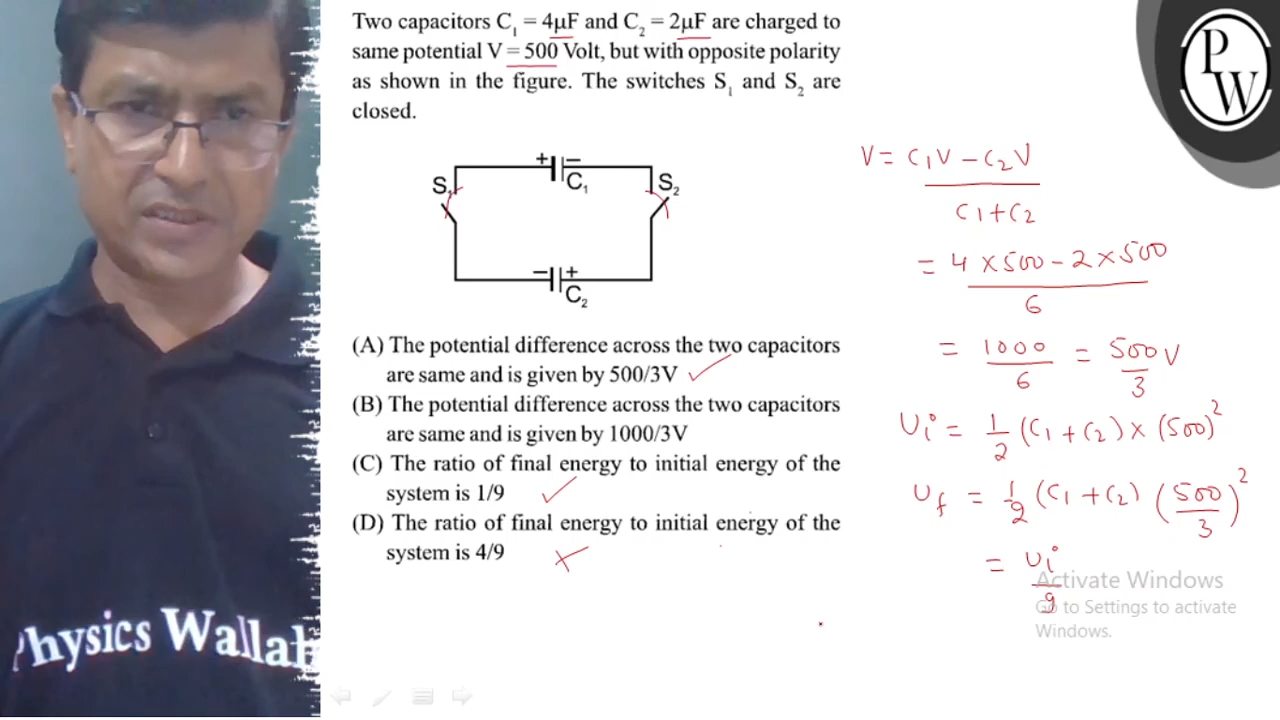 Two capacitors C₁ = 4μF and C₂ = 2μF are charged to
same potential V = 500 Volt, but with opposite polarity
as shown in the figure. The switches S₁ and S₂ are
closed.
+ −
C₁
S₁
S₂
− +
C₂
(A) The potential difference across the two capacitors
are same and is given by 500/3V
(B) The potential difference across the two capacitors
are same and is given by 1000/3V
(C) The ratio of final energy to initial energy of the
system is 1/9
(D) The ratio of final energy to initial energy of the
system is 4/9
V = C₁V − C₂V
C₁ + C₂
= 4 × 500 − 2 × 500
6
= 1000/6 = 500/3 V
Ui = 1/2 (C₁ + C₂) × (500)²
Uf = 1/2 (C₁ + C₂) (500/3)²
= Ui/9
Activate Windows
Go to Settings to activate
Windows.
PW
Physics Wallah